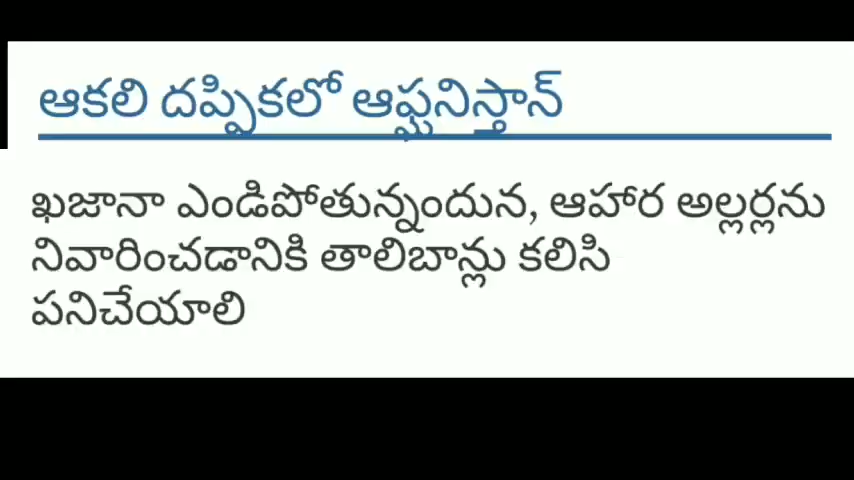 ఆకలి దప్పికలో ఆఫ్ఘనిస్తాన్
ఖజానా ఎండిపోతున్నందున, ఆహార అల్లర్లను
నివారించడానికి తాలిబాన్లు కలిసి
పనిచేయాలి